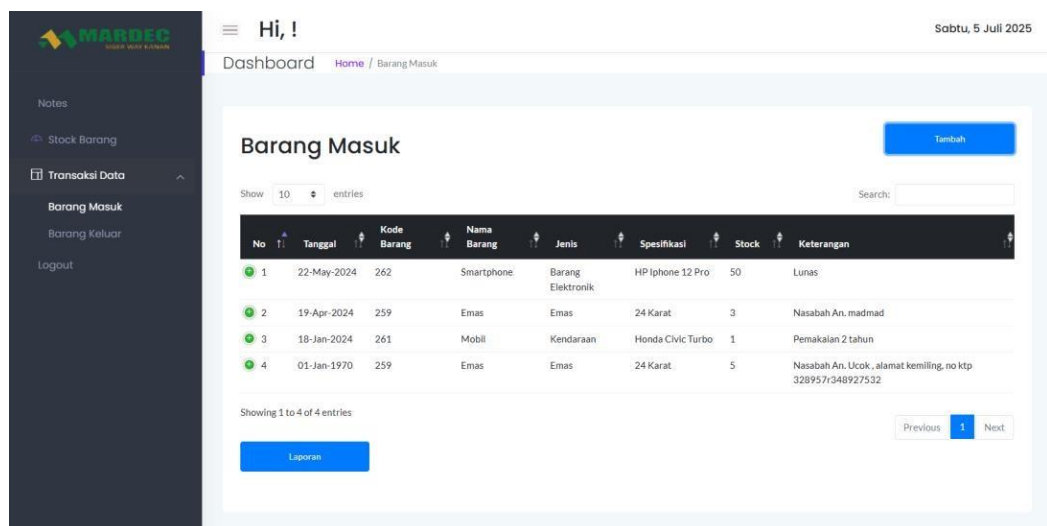 MARDEC
SIGER WAY KANAN
Hi, !
Sabtu, 5 Juli 2025
Dashboard Home / Barang Masuk
Notes
Stock Barang
Transaksi Data
Barang Masuk
Barang Keluar
Logout
Barang Masuk
Tambah
Show 10 entries
Search:
No Tanggal Kode Barang Nama Barang Jenis Spesifikasi Stock Keterangan
1 22-May-2024 262 Smartphone Barang Elektronik HP Iphone 12 Pro 50 Lunas
2 19-Apr-2024 259 Emas Emas 24 Karat 3 Nasabah An. madmad
3 18-Jan-2024 261 Mobil Kendaraan Honda Civic Turbo 1 Pemakaian 2 tahun
4 01-Jan-1970 259 Emas Emas 24 Karat 5 Nasabah An. Ucok , alamat kemiling, no ktp
328957r348927532
Showing 1 to 4 of 4 entries
Previous 1 Next
Laporan